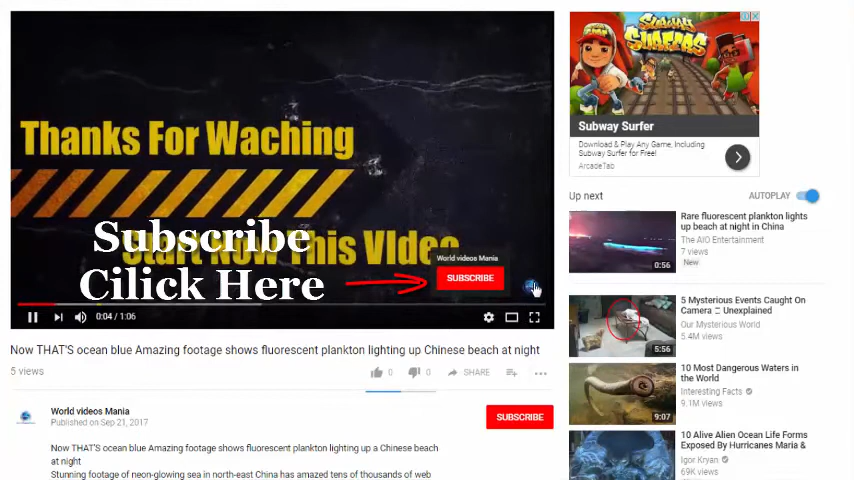 Thanks For Waching
Start Now This VIdeo
Subscribe
Cilick Here
World videos Mania
SUBSCRIBE
0:04 / 1:06
Now THAT'S ocean blue Amazing footage shows fluorescent plankton lighting up Chinese beach at night
5 views
0
0
SHARE
World videos Mania
Published on Sep 21, 2017
SUBSCRIBE
Now THAT'S ocean blue Amazing footage shows fluorescent plankton lighting up a Chinese beach
at night
Stunning footage of neon-glowing sea in north-east China has amazed tens of thousands of web
SUBWAY
SURFERS
Subway Surfer
Download & Play Any Game, Including
Subway Surfer for Free!
ArcadeTab
Up next
AUTOPLAY
Rare fluorescent plankton lights
up beach at night in China
The AIO Entertainment
7 views
New
0:56
5 Mysterious Events Caught On
Camera :: Unexplained
Our Mysterious World
5.4M views
5:56
10 Most Dangerous Waters in
the World
Interesting Facts
9.1M views
9:07
10 Alive Alien Ocean Life Forms
Exposed By Hurricanes Maria &
Igor Kryan
69K views